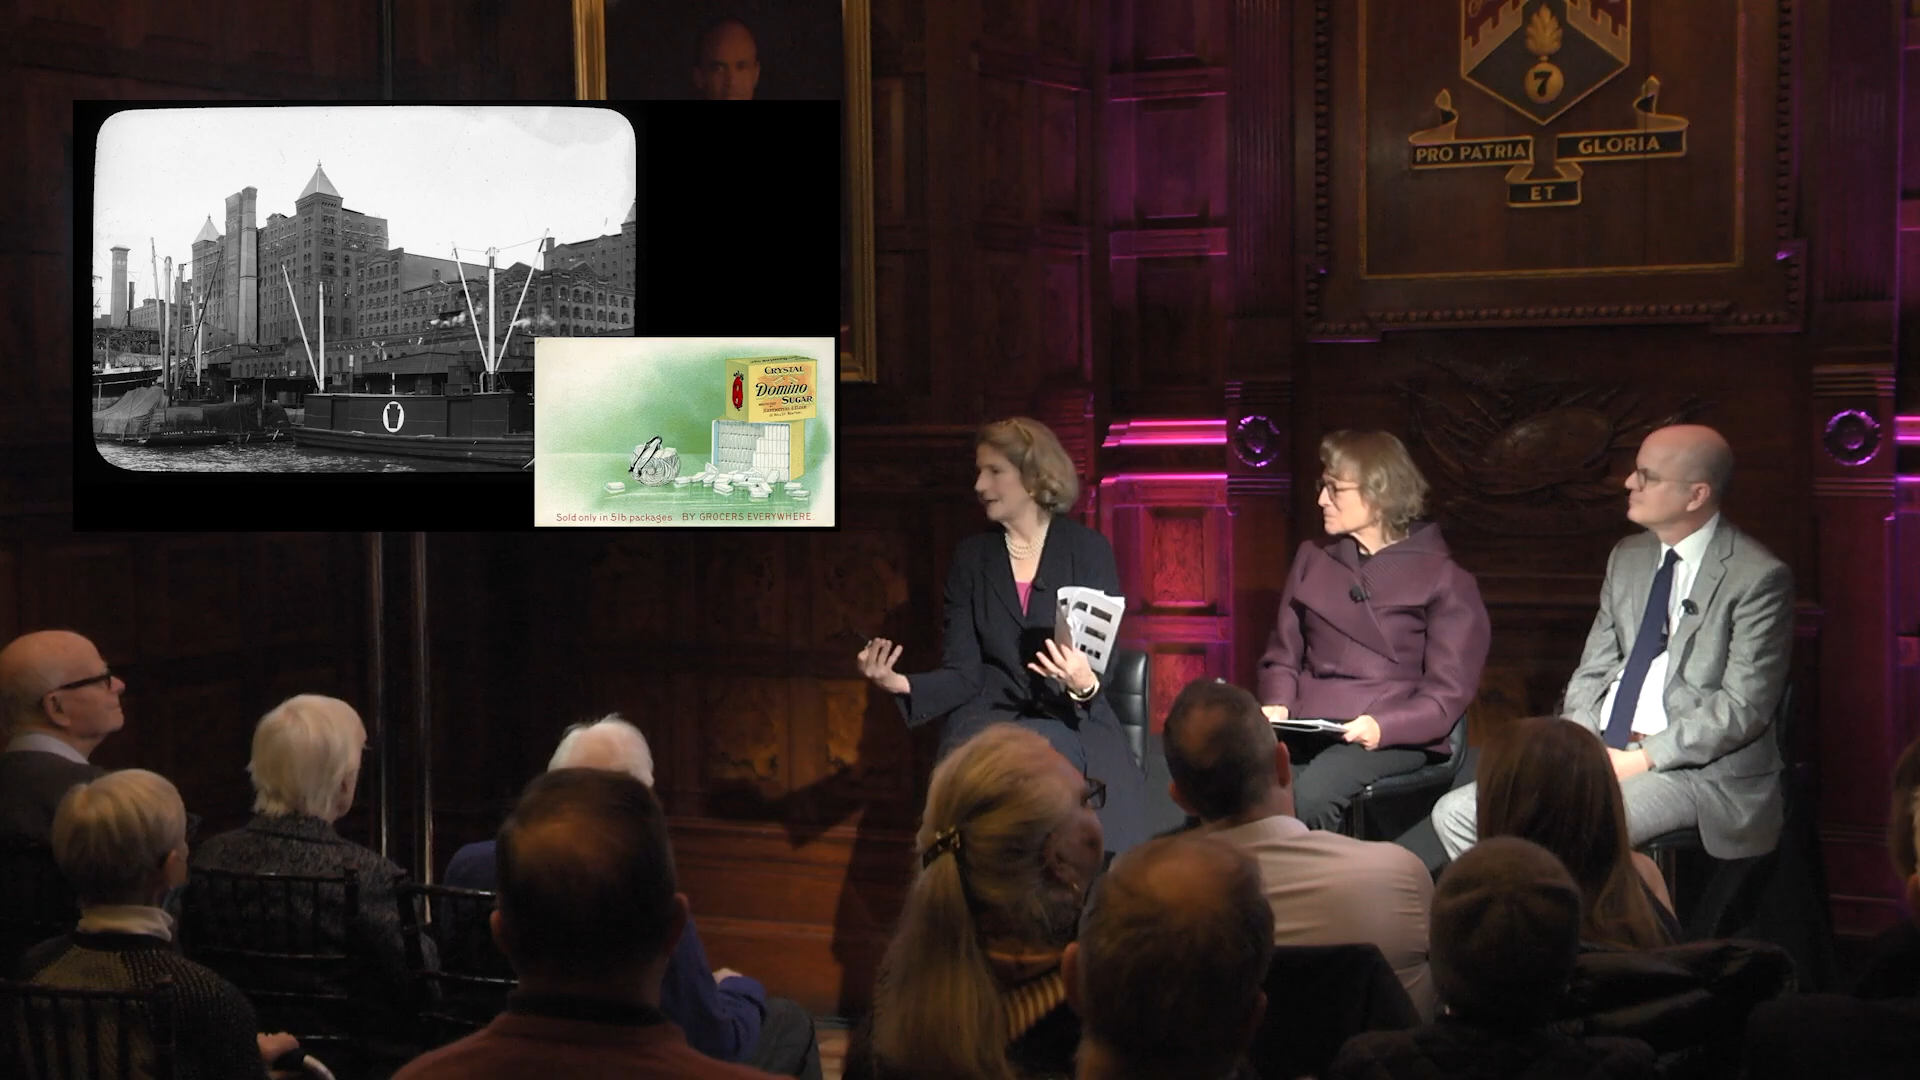 7
PRO PATRIA
ET
GLORIA
CRYSTAL
Domino
SUGAR
Sold only in 5lb packages BY GROCERS EVERYWHERE.